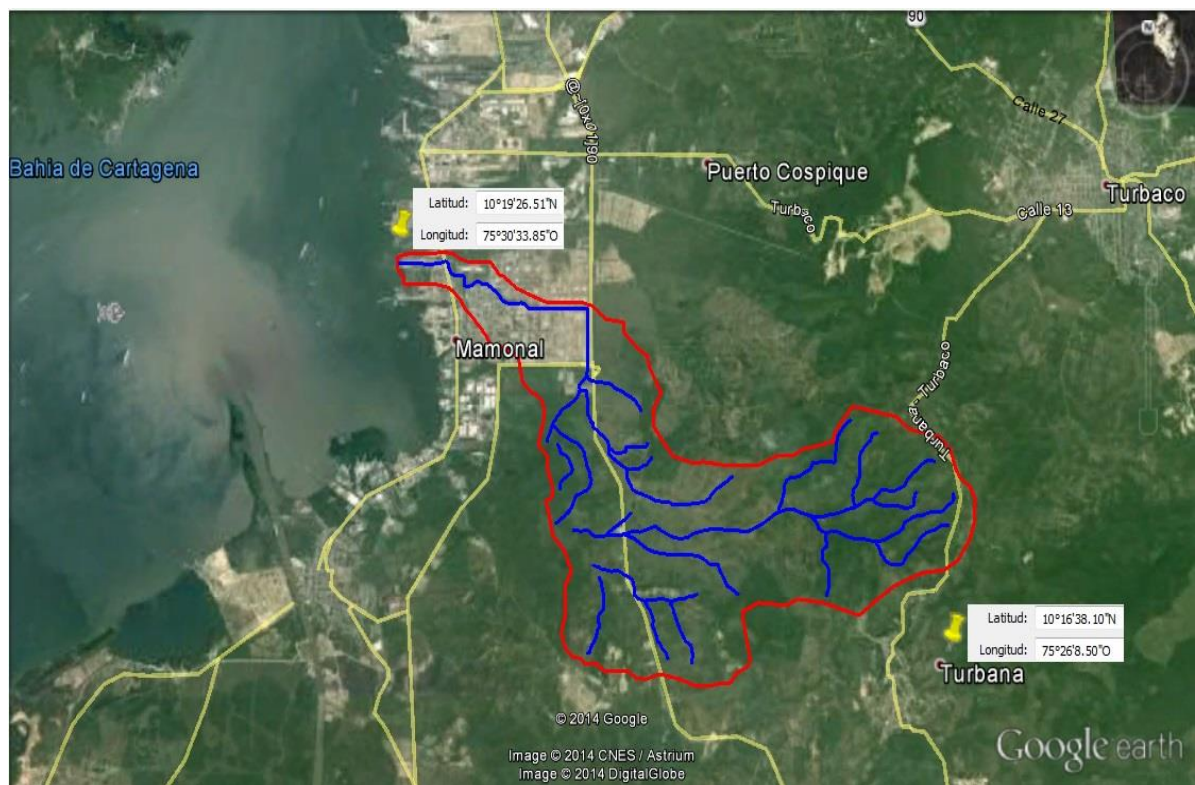 90
N
Calle 27
Bahia de Cartagena
Puerto Cospique
Turbaco
Turbaco
Calle 13
Latitud: 10°19'26.51"N
Longitud: 75°30'33.85"O
Mamonal
Turbana - Turbaco
Latitud: 10°16'38.10"N
Longitud: 75°26'8.50"O
Turbana
© 2014 Google
Image © 2014 CNES / Astrium
Image © 2014 DigitalGlobe
Google earth